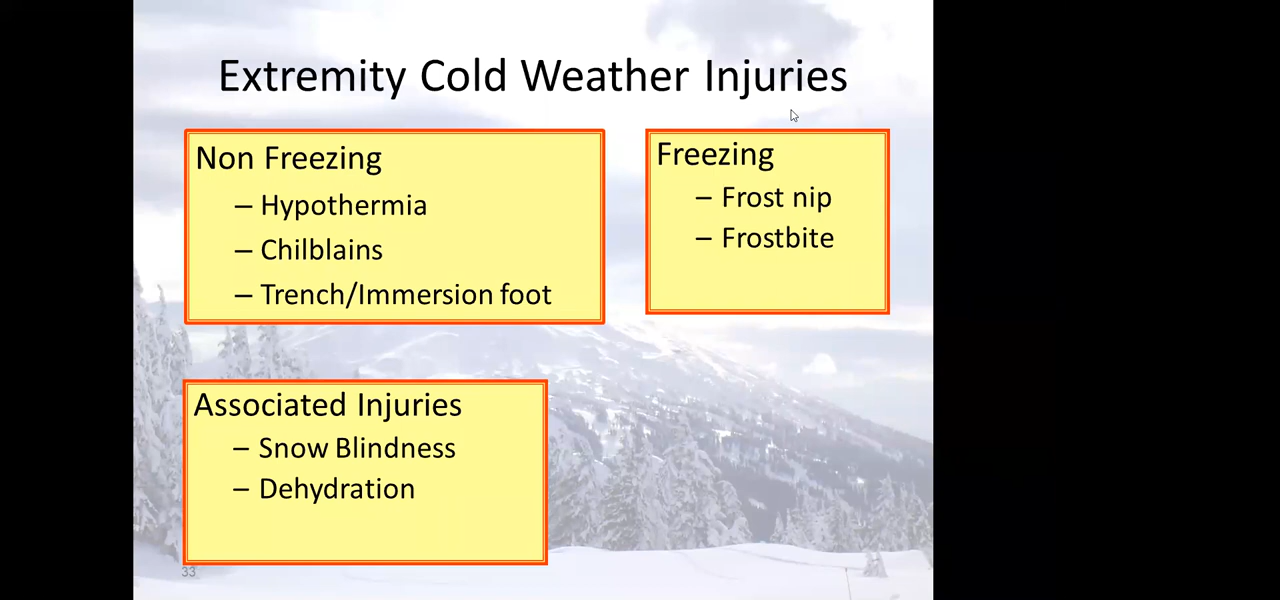 Extremity Cold Weather Injuries
Non Freezing
– Hypothermia
– Chilblains
– Trench/Immersion foot
Freezing
– Frost nip
– Frostbite
Associated Injuries
– Snow Blindness
– Dehydration
33